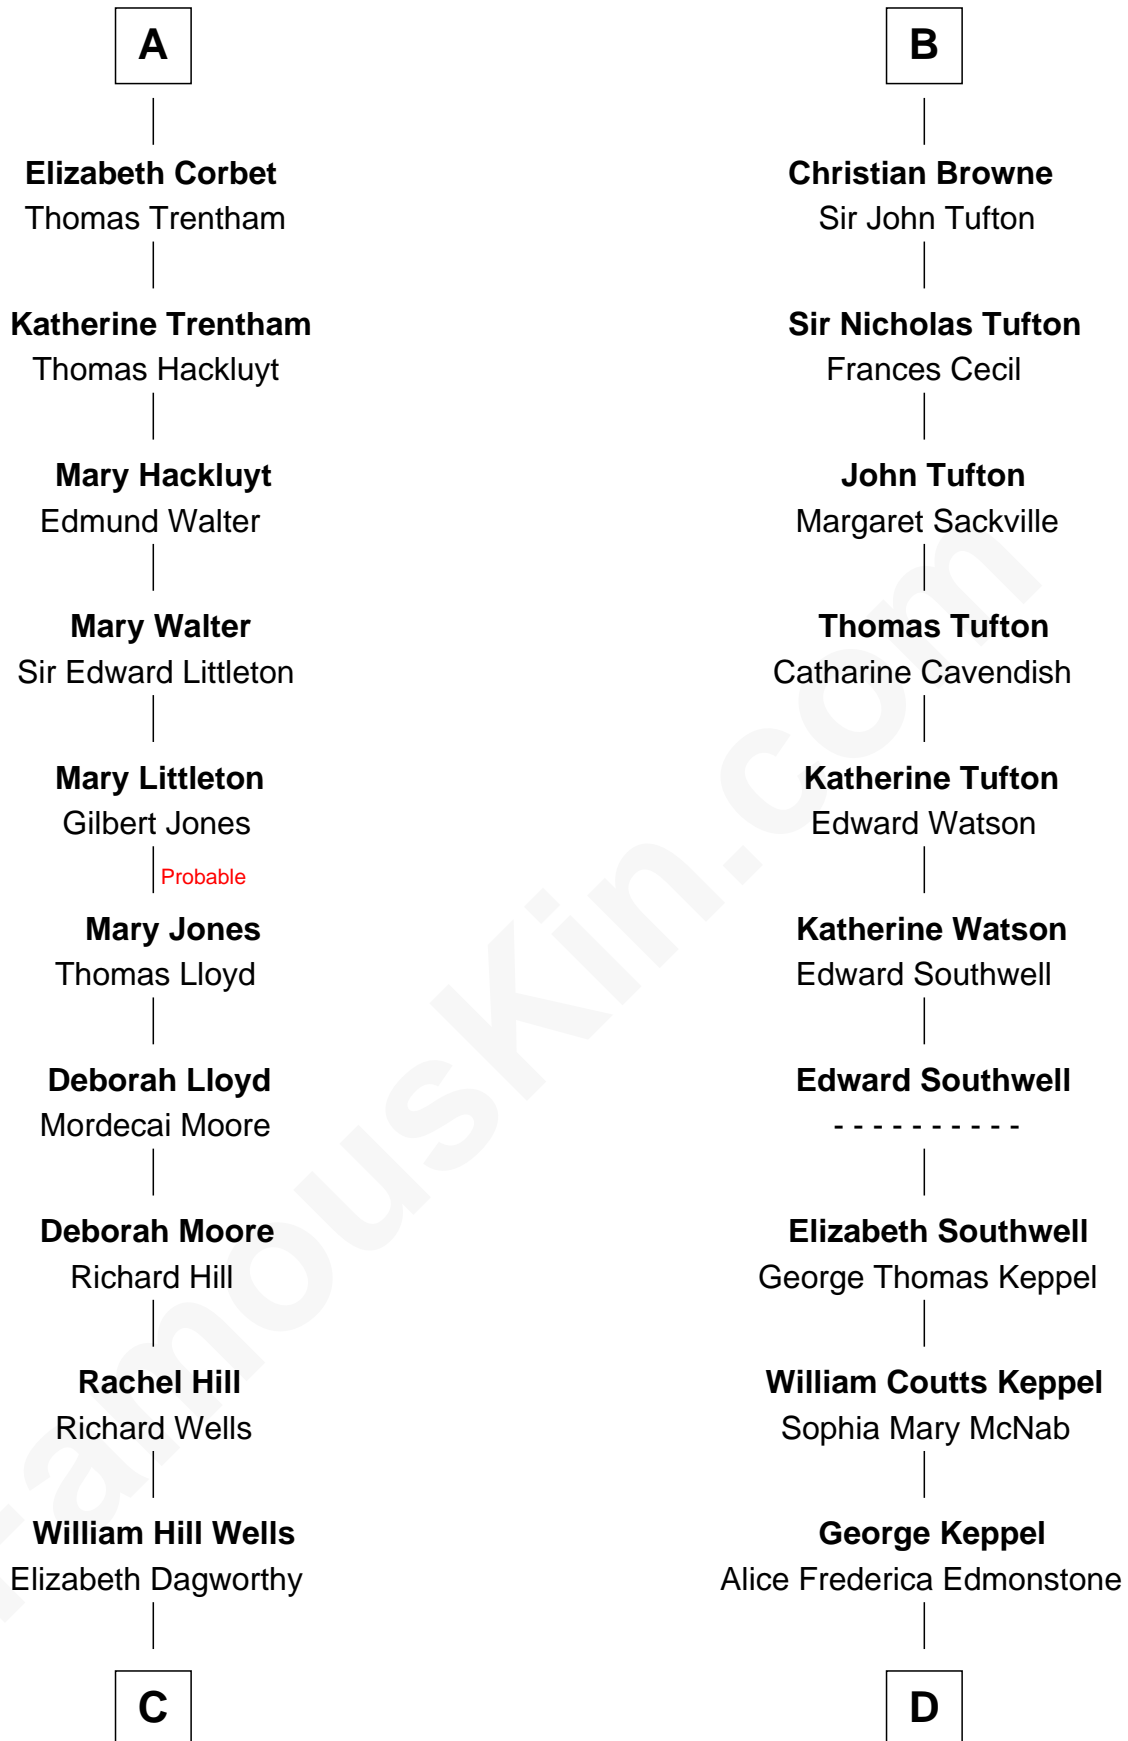 A
Elizabeth Corbet
Thomas Trentham
Katherine Trentham
Thomas Hackluyt
Mary Hackluyt
Edmund Walter
Mary Walter
Sir Edward Littleton
Mary Littleton
Gilbert Jones
Probable
Mary Jones
Thomas Lloyd
Deborah Lloyd
Mordecai Moore
Deborah Moore
Richard Hill
Rachel Hill
Richard Wells
William Hill Wells
Elizabeth Dagworthy
C
B
Christian Browne
Sir John Tufton
Sir Nicholas Tufton
Frances Cecil
John Tufton
Margaret Sackville
Thomas Tufton
Catharine Cavendish
Katherine Tufton
Edward Watson
Katherine Watson
Edward Southwell
Edward Southwell
- - - - - - - - - -
Elizabeth Southwell
George Thomas Keppel
William Coutts Keppel
Sophia Mary McNab
George Keppel
Alice Frederica Edmonstone
D
FamousKin.com